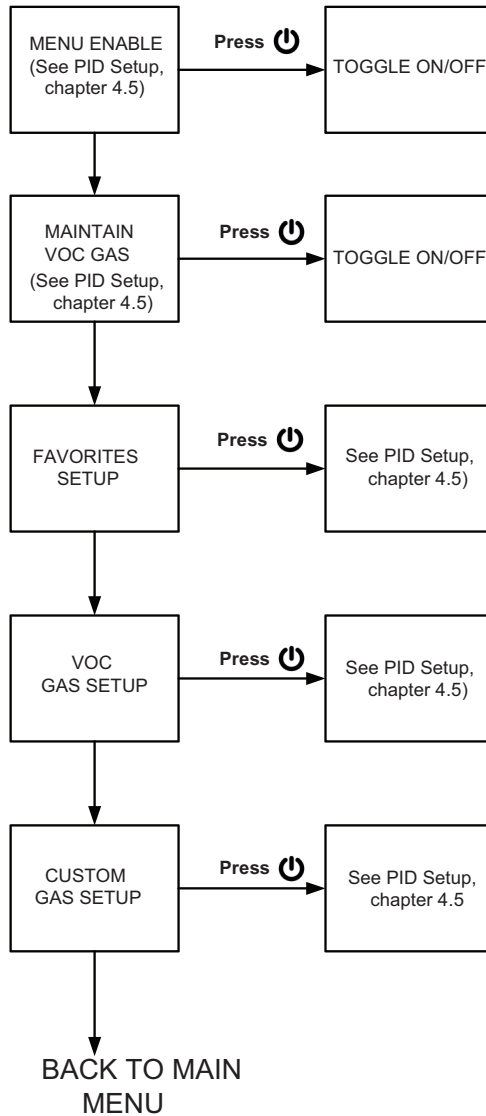 MENU ENABLE
(See PID Setup,
chapter 4.5)
Press
TOGGLE ON/OFF
MAINTAIN
VOC GAS
(See PID Setup,
chapter 4.5)
Press
TOGGLE ON/OFF
FAVORITES
SETUP
Press
See PID Setup,
chapter 4.5)
VOC
GAS SETUP
Press
See PID Setup,
chapter 4.5)
CUSTOM
GAS SETUP
Press
See PID Setup,
chapter 4.5
BACK TO MAIN
MENU